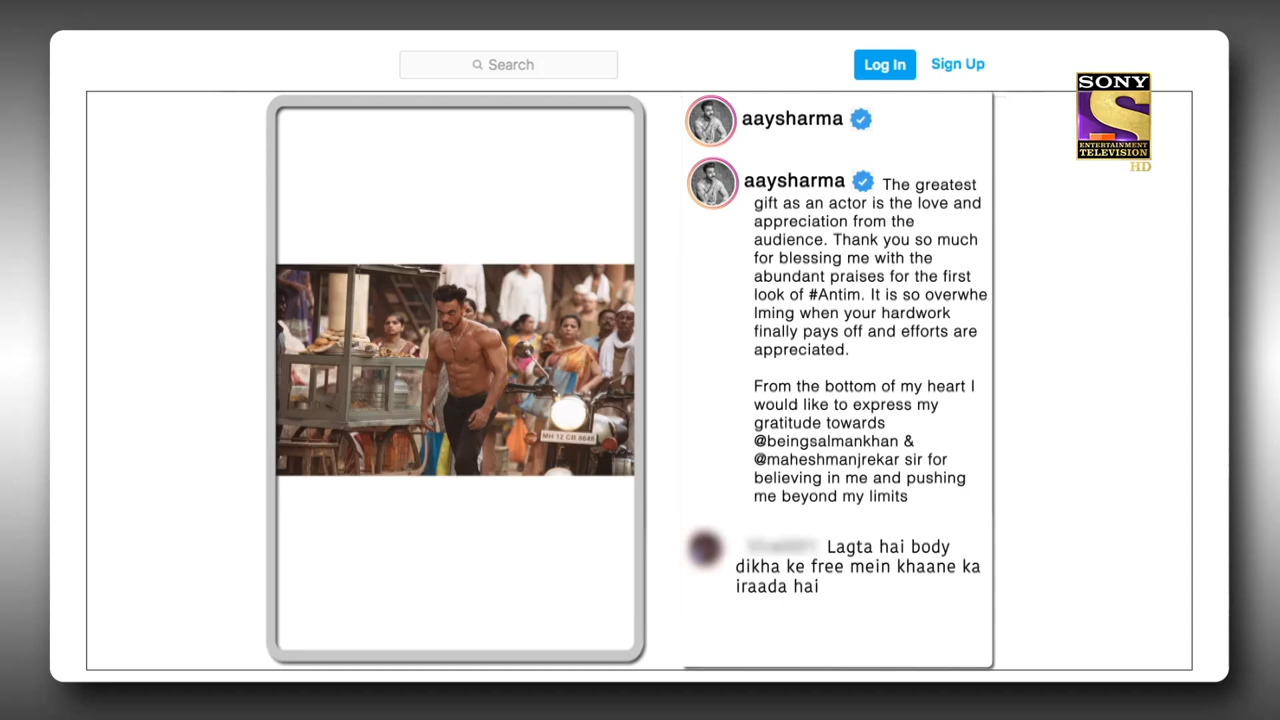 Search
Log In
Sign Up
SONY
S
ENTERTAINMENT
TELEVISION
HD
aaysharma
aaysharma The greatest
gift as an actor is the love and
appreciation from the
audience. Thank you so much
for blessing me with the
abundant praises for the first
look of #Antim. It is so overwhe
lming when your hardwork
finally pays off and efforts are
appreciated.
From the bottom of my heart I
would like to express my
gratitude towards
@beingsalmankhan &
@maheshmanjrekar sir for
believing in me and pushing
me beyond my limits
Lagta hai body
dikha ke free mein khaane ka
iraada hai
MH 12 CB 8648